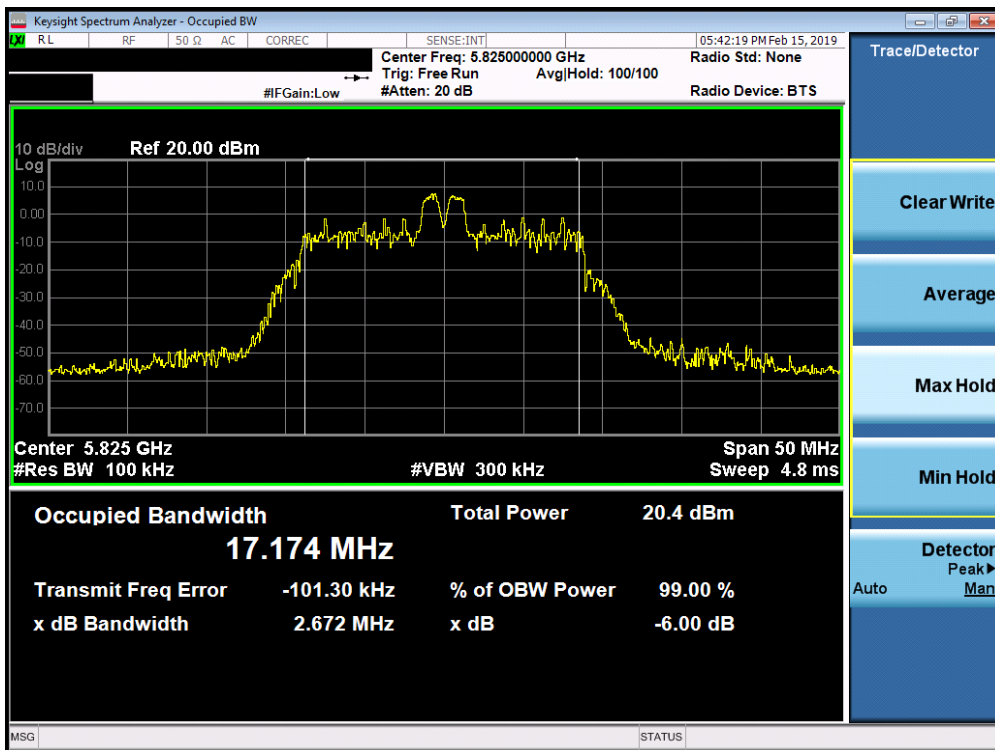 Keysight Spectrum Analyzer - Occupied BW
LXI RL RF 50 Ω AC CORREC SENSE:INT 05:42:19 PM Feb 15, 2019
Center Freq: 5.825000000 GHz Radio Std: None
Trig: Free Run Avg|Hold: 100/100
#IFGain:Low #Atten: 20 dB Radio Device: BTS
10 dB/div Ref 20.00 dBm
Log
10.0
0.00
-10.0
-20.0
-30.0
-40.0
-50.0
-60.0
-70.0
Center 5.825 GHz Span 50 MHz
#Res BW 100 kHz #VBW 300 kHz Sweep 4.8 ms
Occupied Bandwidth Total Power 20.4 dBm
17.174 MHz
Transmit Freq Error -101.30 kHz % of OBW Power 99.00 %
x dB Bandwidth 2.672 MHz x dB -6.00 dB
MSG STATUS
Trace/Detector
Clear Write
Average
Max Hold
Min Hold
Detector
Peak▶
Auto Man